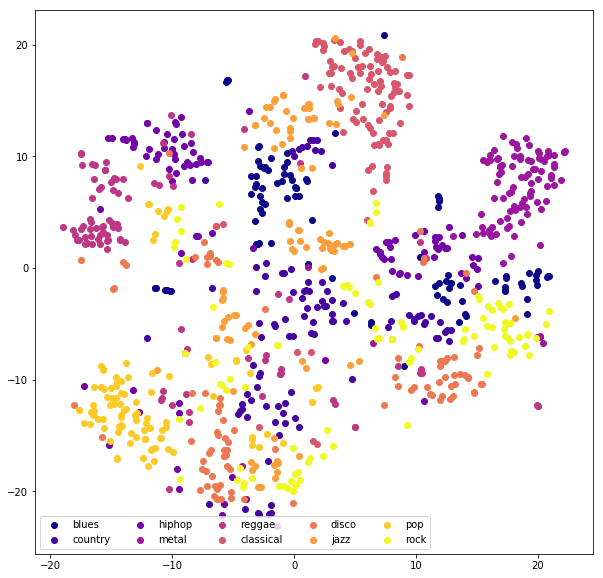 20
10
0
−10
−20
blues hiphop reggae disco pop
country metal classical jazz rock
−20 −10 0 10 20